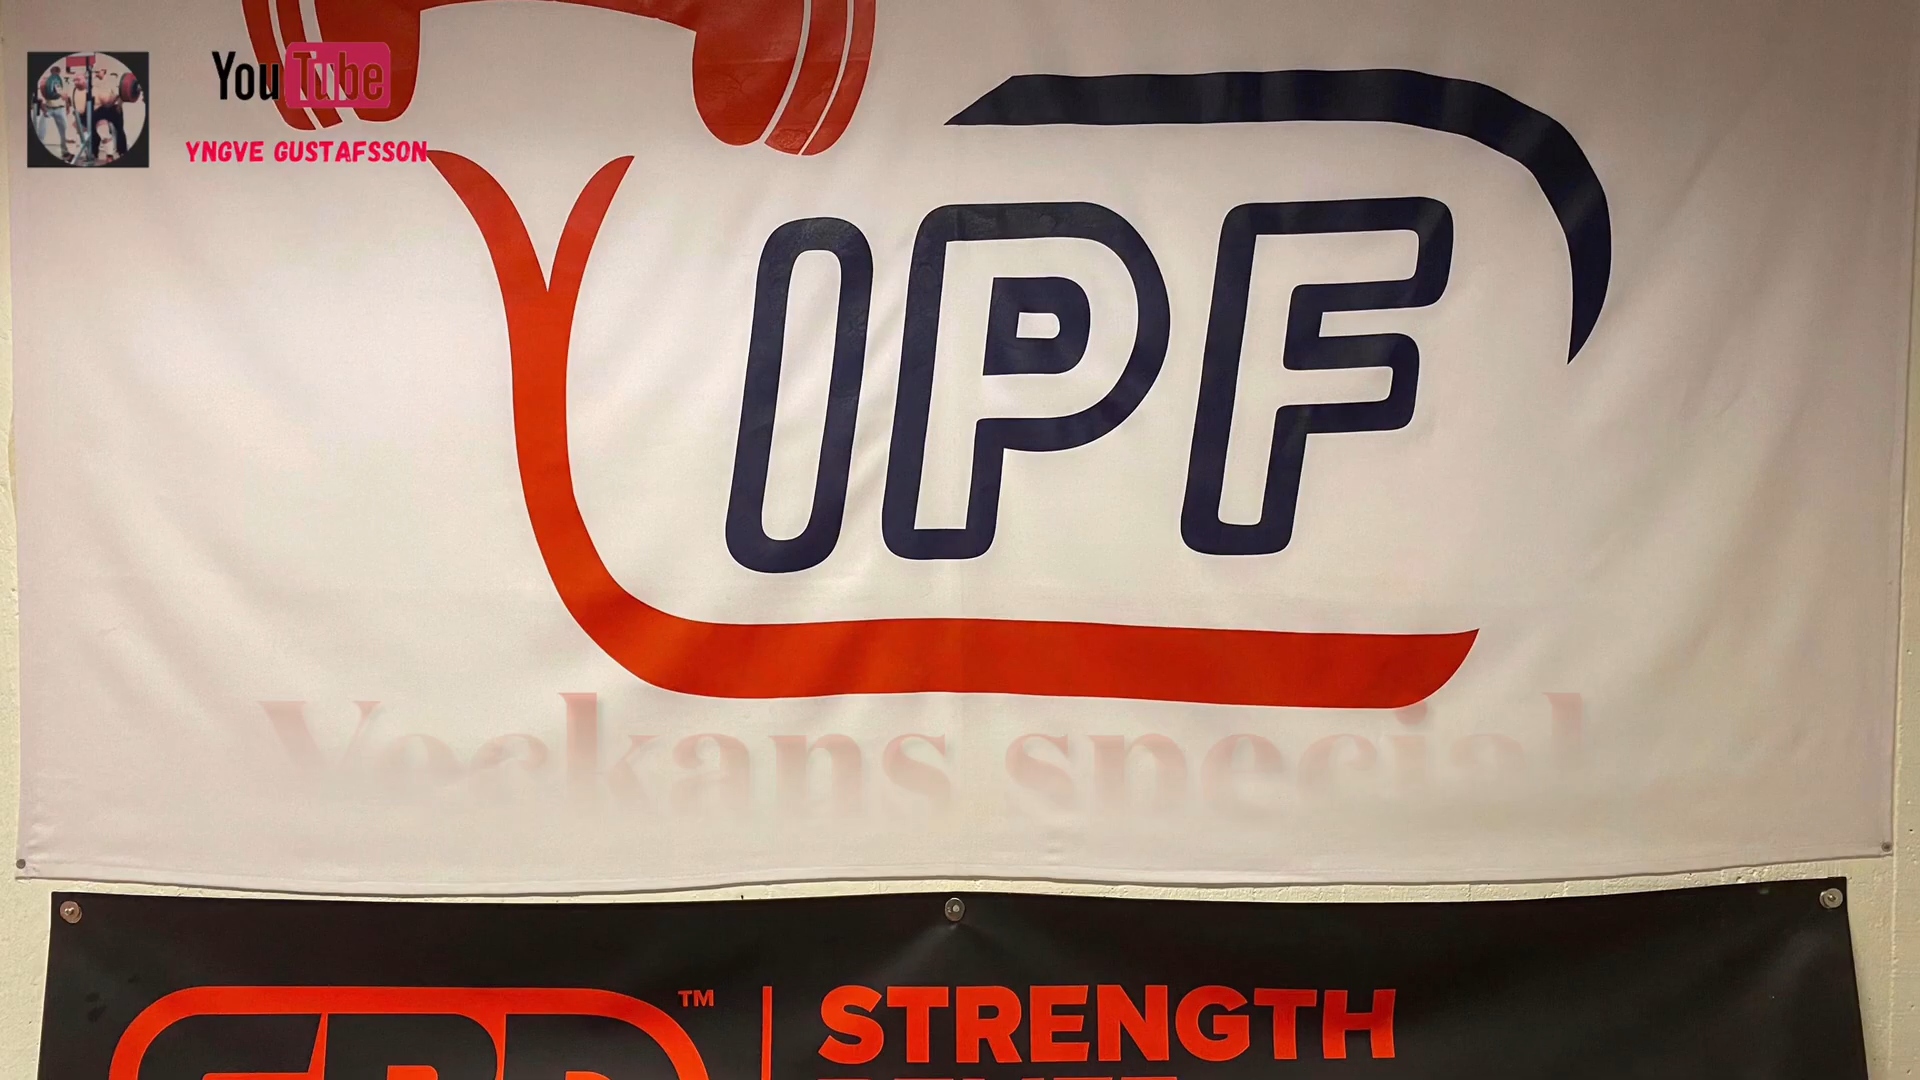 YouTube
YNGVE GUSTAFSSON
IPF
Veckans special
™
STRENGTH